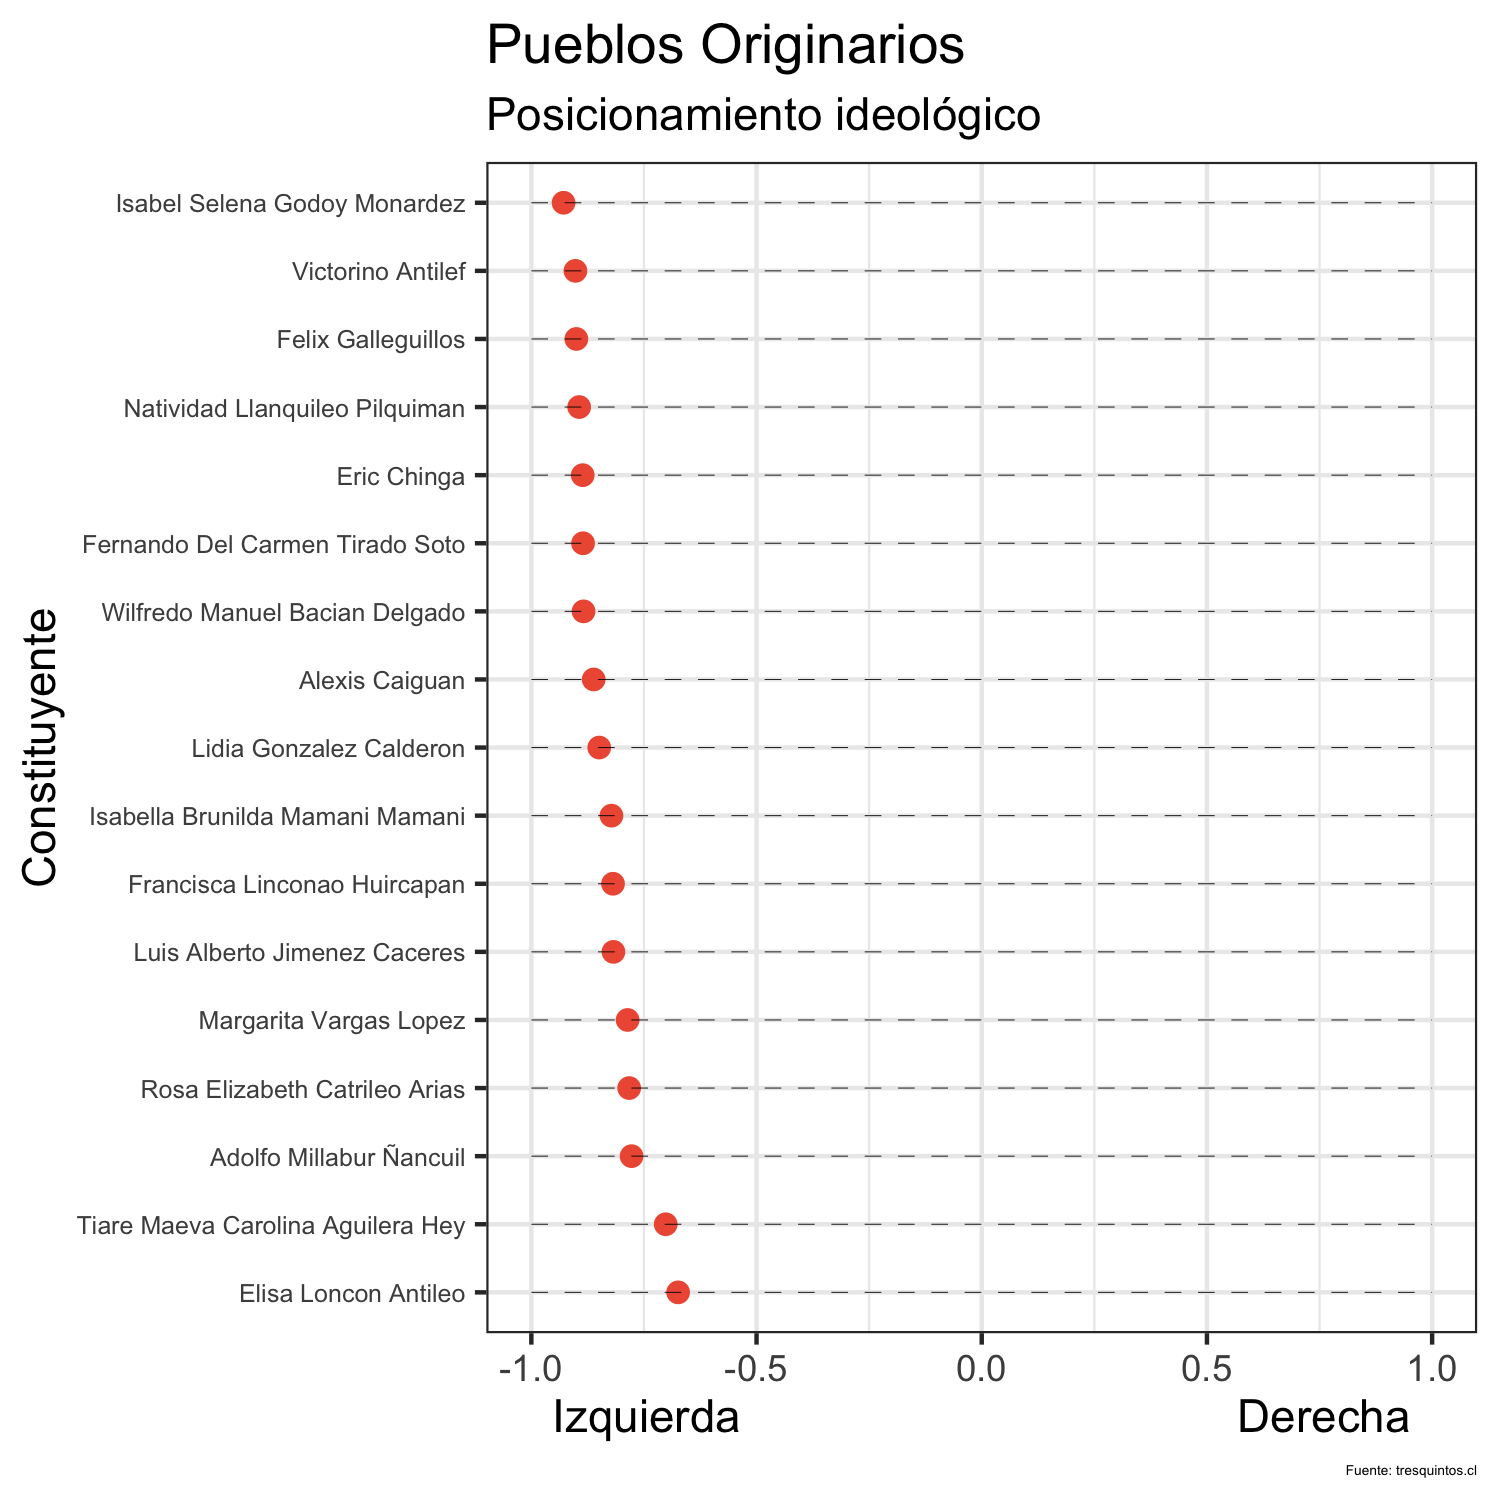 Pueblos Originarios
Posicionamiento ideológico
Constituyente
Isabel Selena Godoy Monardez
Victorino Antilef
Felix Galleguillos
Natividad Llanquileo Pilquiman
Eric Chinga
Fernando Del Carmen Tirado Soto
Wilfredo Manuel Bacian Delgado
Alexis Caiguan
Lidia Gonzalez Calderon
Isabella Brunilda Mamani Mamani
Francisca Linconao Huircapan
Luis Alberto Jimenez Caceres
Margarita Vargas Lopez
Rosa Elizabeth Catrileo Arias
Adolfo Millabur Ñancuil
Tiare Maeva Carolina Aguilera Hey
Elisa Loncon Antileo
-1.0 -0.5 0.0 0.5 1.0
Izquierda Derecha
Fuente: tresquintos.cl